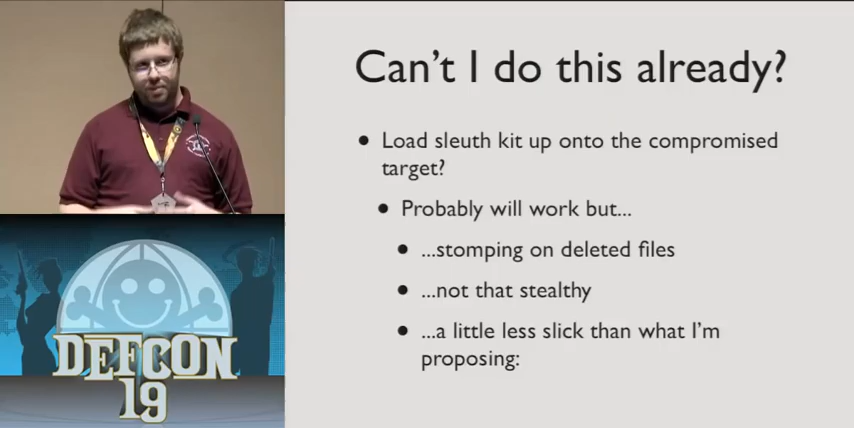 Can't I do this already?
• Load sleuth kit up onto the compromised
target?
• Probably will work but...
• ...stomping on deleted files
• ...not that stealthy
• ...a little less slick than what I'm
proposing:
DEFCON
19